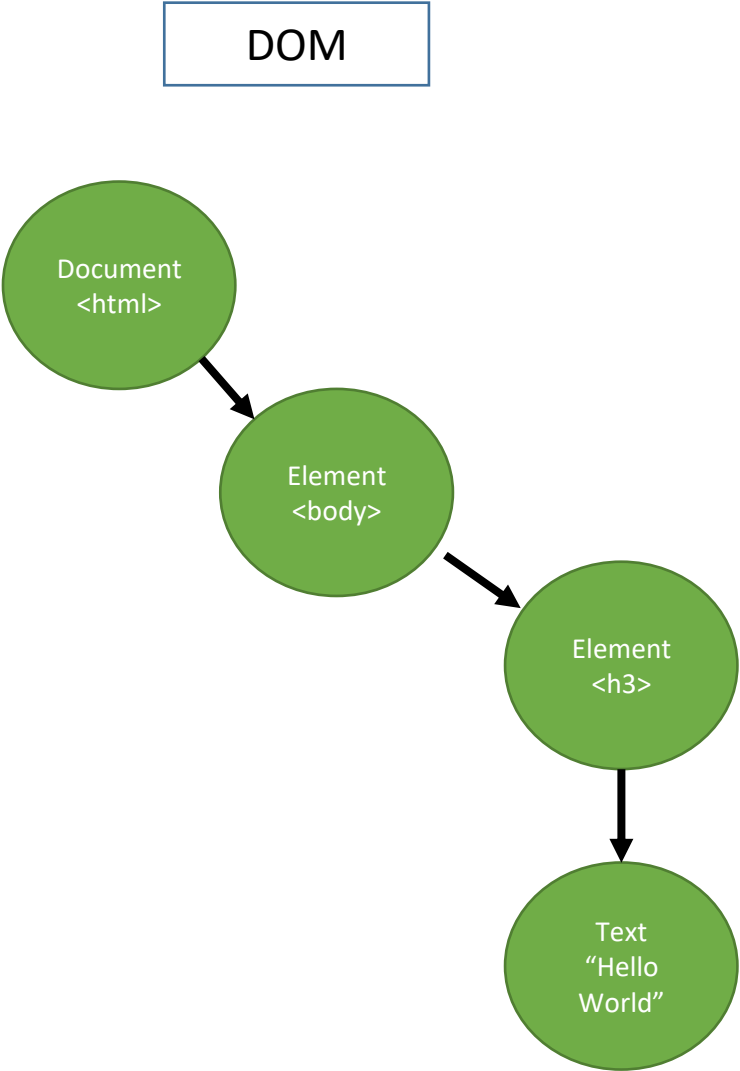 DOM
Document
<html>
Element
<body>
Element
<h3>
Text
“Hello
World”